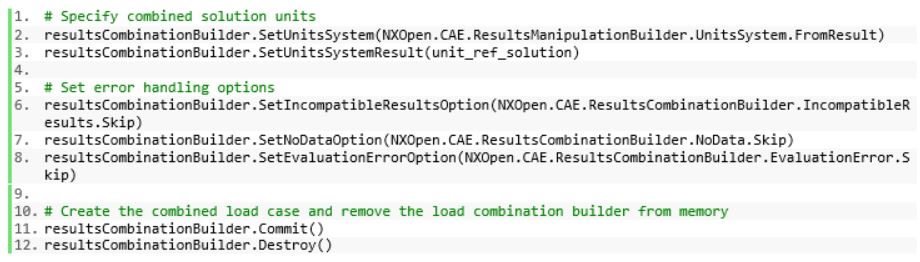 1. # Specify combined solution units
2. resultsCombinationBuilder.SetUnitsSystem(NXOpen.CAE.ResultsManipulationBuilder.UnitsSystem.FromResult)
3. resultsCombinationBuilder.SetUnitsSystemResult(unit_ref_solution)
4.
5. # Set error handling options
6. resultsCombinationBuilder.SetIncompatibleResultsOption(NXOpen.CAE.ResultsCombinationBuilder.IncompatibleR
esults.Skip)
7. resultsCombinationBuilder.SetNoDataOption(NXOpen.CAE.ResultsCombinationBuilder.NoData.Skip)
8. resultsCombinationBuilder.SetEvaluationErrorOption(NXOpen.CAE.ResultsCombinationBuilder.EvaluationError.S
kip)
9.
10. # Create the combined load case and remove the load combination builder from memory
11. resultsCombinationBuilder.Commit()
12. resultsCombinationBuilder.Destroy()